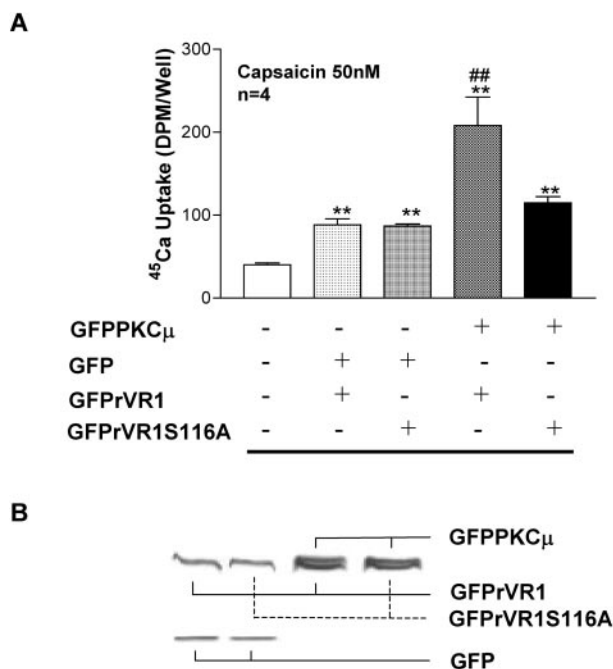 A
300
200
100
0
⁴⁵Ca Uptake (DPM/Well)
Capsaicin 50nM
n=4
**
**
##
**
**
GFPPKCμ - - - + +
GFP - + + - -
GFPrVR1 - + - + -
GFPrVR1S116A - - + - +
B
GFPPKCμ
GFPrVR1
GFPrVR1S116A
GFP